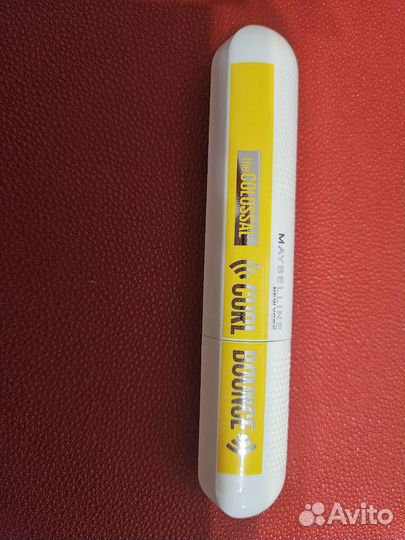 the COLOSSAL
CURL BOUNCE
MAYBELLINE
NEW YORK
Avito